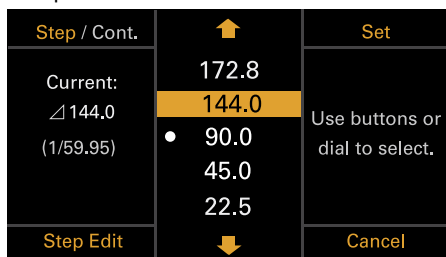 Step / Cont.
Current:
⊿144.0
(1/59.95)
Step Edit
172.8
144.0
90.0
45.0
22.5
Set
Use buttons or
dial to select.
Cancel